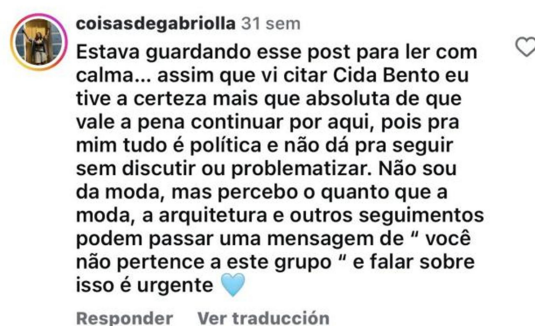 coisasdegabriolla 31 sem
Estava guardando esse post para ler com
calma... assim que vi citar Cida Bento eu
tive a certeza mais que absoluta de que
vale a pena continuar por aqui, pois pra
mim tudo é política e não dá pra seguir
sem discutir ou problematizar. Não sou
da moda, mas percebo o quanto que a
moda, a arquitetura e outros seguimentos
podem passar uma mensagem de “ você
não pertence a este grupo “ e falar sobre
isso é urgente 🩵
Responder Ver traducción